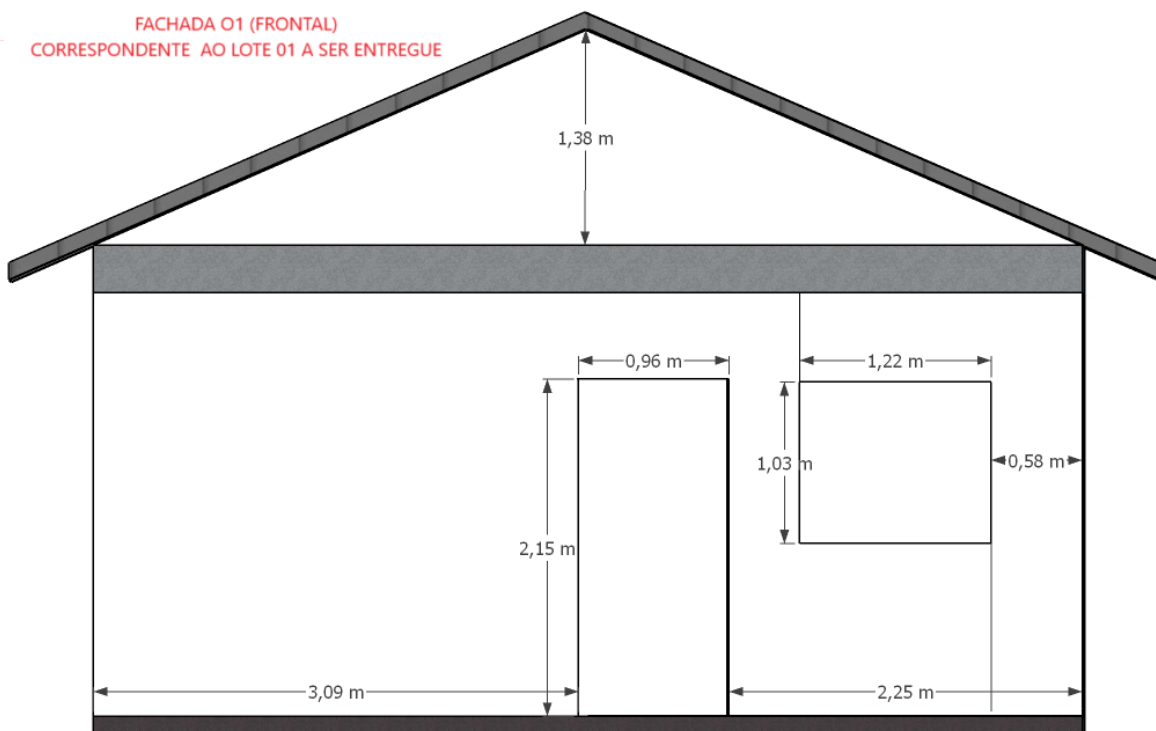 FACHADA O1 (FRONTAL)
CORRESPONDENTE AO LOTE 01 A SER ENTREGUE
1,38 m
0,96 m
1,22 m
1,03 m
0,58 m
2,15 m
3,09 m
2,25 m